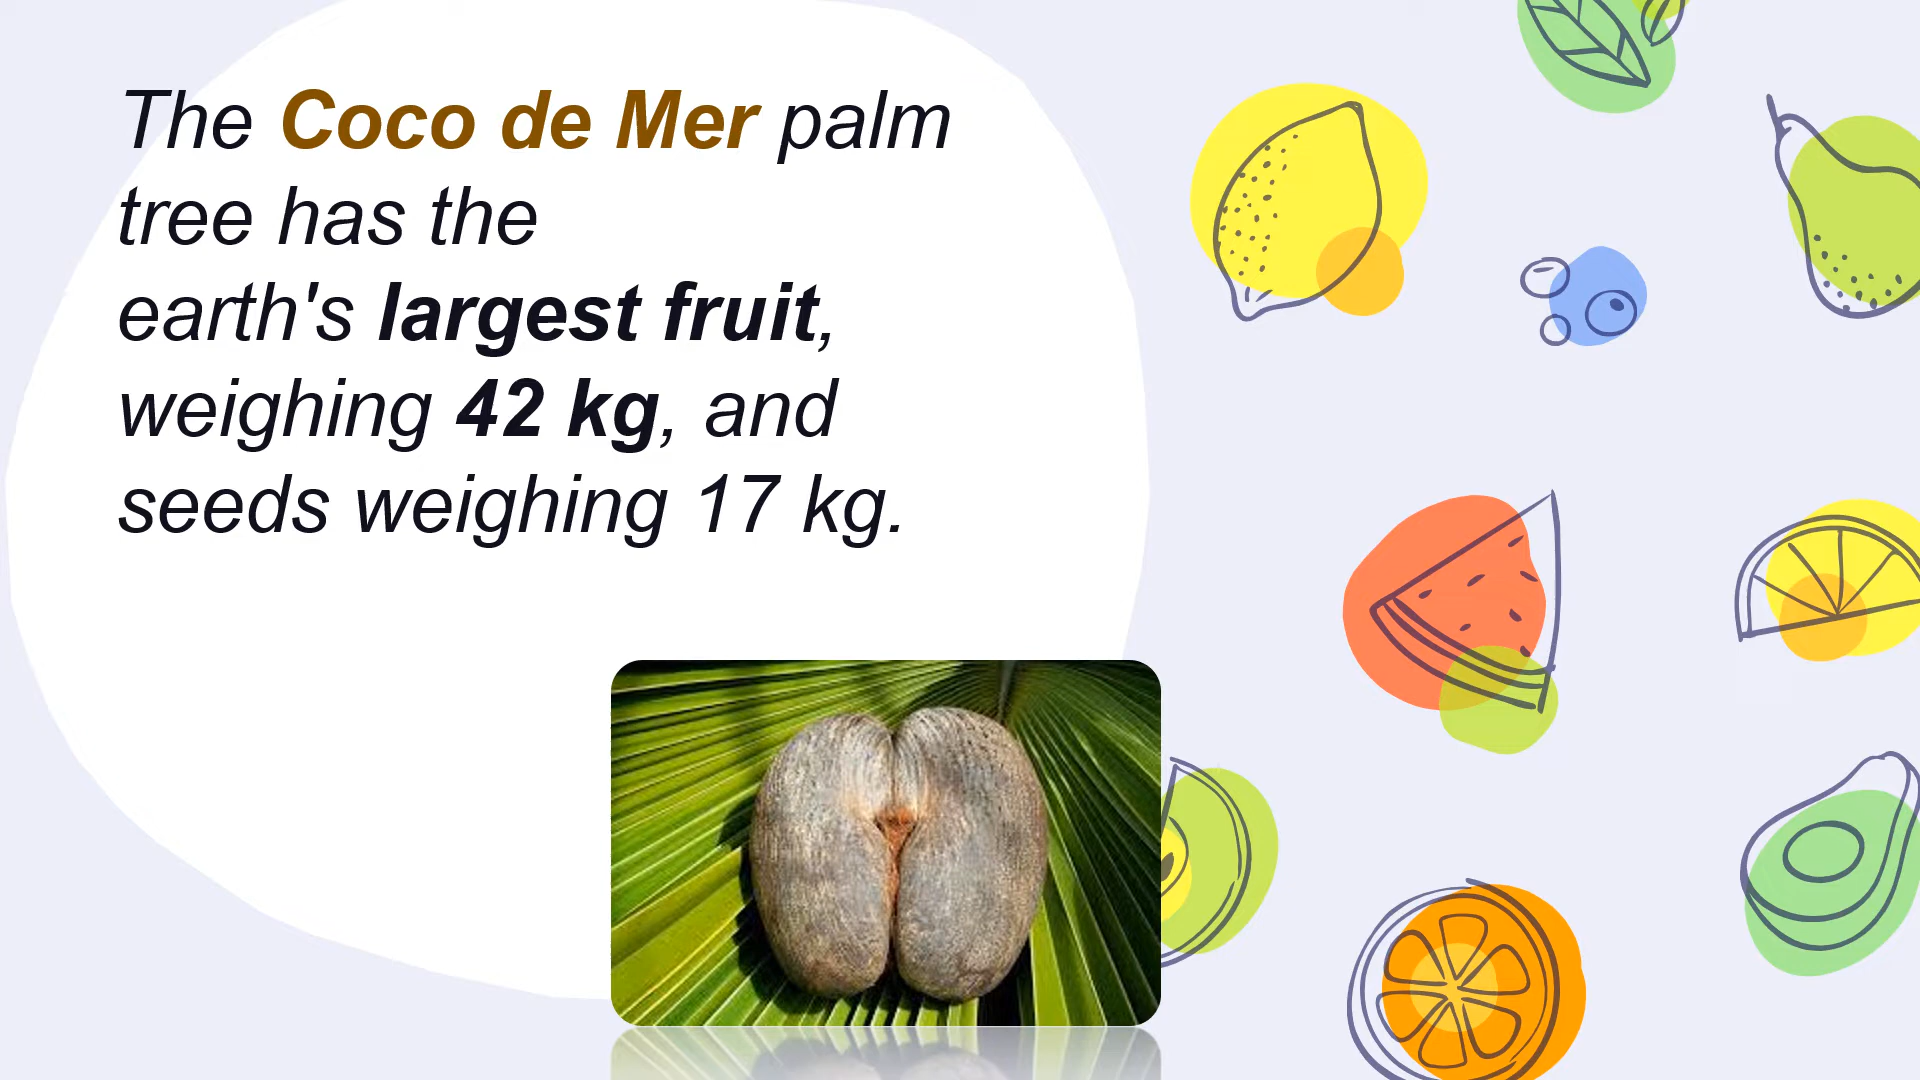 The Coco de Mer palm
tree has the
earth's largest fruit,
weighing 42 kg, and
seeds weighing 17 kg.